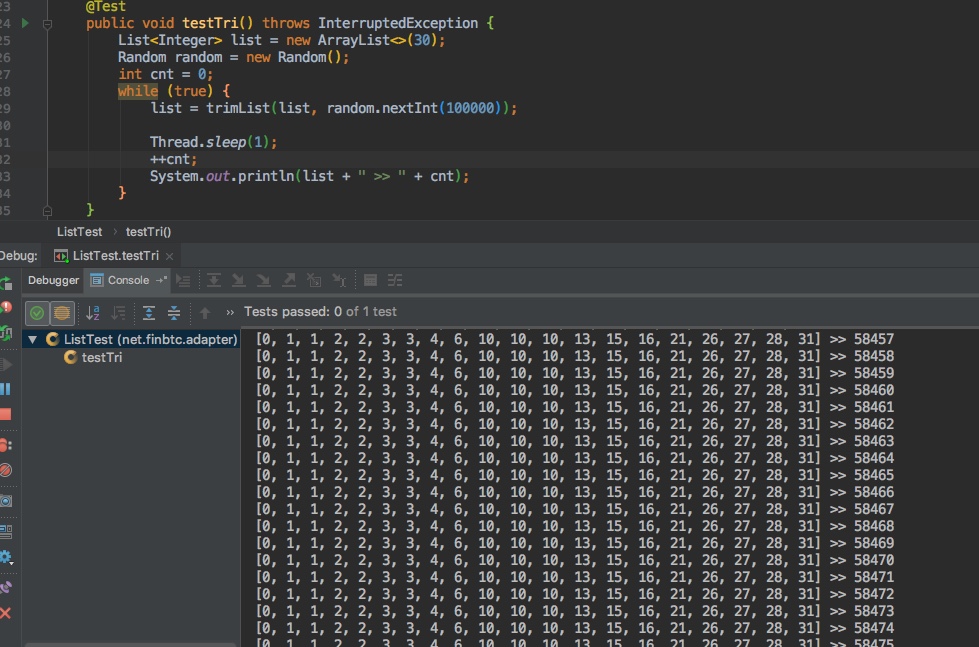 23 @Test
24 public void testTri() throws InterruptedException {
25 List<Integer> list = new ArrayList<>(30);
26 Random random = new Random();
27 int cnt = 0;
28 while (true) {
29 list = trimList(list, random.nextInt(100000));
30
31 Thread.sleep(1);
32 ++cnt;
33 System.out.println(list + " >> " + cnt);
34 }
35 }
ListTest › testTri()
Debug: ListTest.testTri ×
Debugger Console
Tests passed: 0 of 1 test
ListTest (net.finbtc.adapter)
testTri
[0, 1, 1, 2, 2, 3, 3, 4, 6, 10, 10, 10, 13, 15, 16, 21, 26, 27, 28, 31] >> 58457
[0, 1, 1, 2, 2, 3, 3, 4, 6, 10, 10, 10, 13, 15, 16, 21, 26, 27, 28, 31] >> 58458
[0, 1, 1, 2, 2, 3, 3, 4, 6, 10, 10, 10, 13, 15, 16, 21, 26, 27, 28, 31] >> 58459
[0, 1, 1, 2, 2, 3, 3, 4, 6, 10, 10, 10, 13, 15, 16, 21, 26, 27, 28, 31] >> 58460
[0, 1, 1, 2, 2, 3, 3, 4, 6, 10, 10, 10, 13, 15, 16, 21, 26, 27, 28, 31] >> 58461
[0, 1, 1, 2, 2, 3, 3, 4, 6, 10, 10, 10, 13, 15, 16, 21, 26, 27, 28, 31] >> 58462
[0, 1, 1, 2, 2, 3, 3, 4, 6, 10, 10, 10, 13, 15, 16, 21, 26, 27, 28, 31] >> 58463
[0, 1, 1, 2, 2, 3, 3, 4, 6, 10, 10, 10, 13, 15, 16, 21, 26, 27, 28, 31] >> 58464
[0, 1, 1, 2, 2, 3, 3, 4, 6, 10, 10, 10, 13, 15, 16, 21, 26, 27, 28, 31] >> 58465
[0, 1, 1, 2, 2, 3, 3, 4, 6, 10, 10, 10, 13, 15, 16, 21, 26, 27, 28, 31] >> 58466
[0, 1, 1, 2, 2, 3, 3, 4, 6, 10, 10, 10, 13, 15, 16, 21, 26, 27, 28, 31] >> 58467
[0, 1, 1, 2, 2, 3, 3, 4, 6, 10, 10, 10, 13, 15, 16, 21, 26, 27, 28, 31] >> 58468
[0, 1, 1, 2, 2, 3, 3, 4, 6, 10, 10, 10, 13, 15, 16, 21, 26, 27, 28, 31] >> 58469
[0, 1, 1, 2, 2, 3, 3, 4, 6, 10, 10, 10, 13, 15, 16, 21, 26, 27, 28, 31] >> 58470
[0, 1, 1, 2, 2, 3, 3, 4, 6, 10, 10, 10, 13, 15, 16, 21, 26, 27, 28, 31] >> 58471
[0, 1, 1, 2, 2, 3, 3, 4, 6, 10, 10, 10, 13, 15, 16, 21, 26, 27, 28, 31] >> 58472
[0, 1, 1, 2, 2, 3, 3, 4, 6, 10, 10, 10, 13, 15, 16, 21, 26, 27, 28, 31] >> 58473
[0, 1, 1, 2, 2, 3, 3, 4, 6, 10, 10, 10, 13, 15, 16, 21, 26, 27, 28, 31] >> 58474
[0, 1, 1, 2, 2, 3, 3, 4, 6, 10, 10, 10, 13, 15, 16, 21, 26, 27, 28, 31] >> 58475